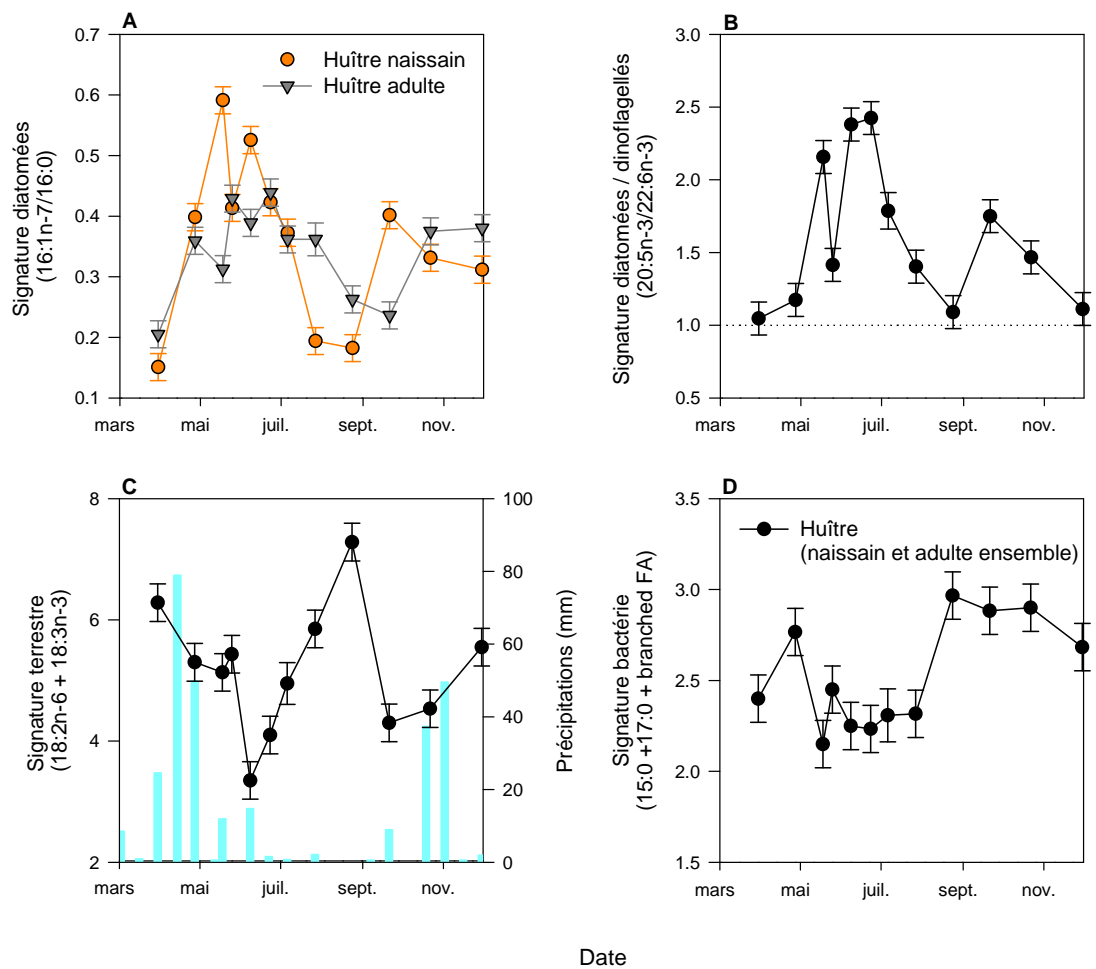 A
0.7
0.6
0.5
0.4
0.3
0.2
0.1
Signature diatomées
(16:1n-7/16:0)
Huître naissain
Huître adulte
mars
mai
juil.
sept.
nov.
B
3.0
2.5
2.0
1.5
1.0
0.5
Signature diatomées / dinoflagellés
(20:5n-3/22:6n-3)
mars
mai
juil.
sept.
nov.
C
8
6
4
2
Signature terrestre
(18:2n-6 + 18:3n-3)
100
80
60
40
20
0
Précipitations (mm)
mars
mai
juil.
sept.
nov.
D
3.5
3.0
2.5
2.0
1.5
Signature bactérie
(15:0 +17:0 + branched FA)
Huître
(naissain et adulte ensemble)
mars
mai
juil.
sept.
nov.
Date